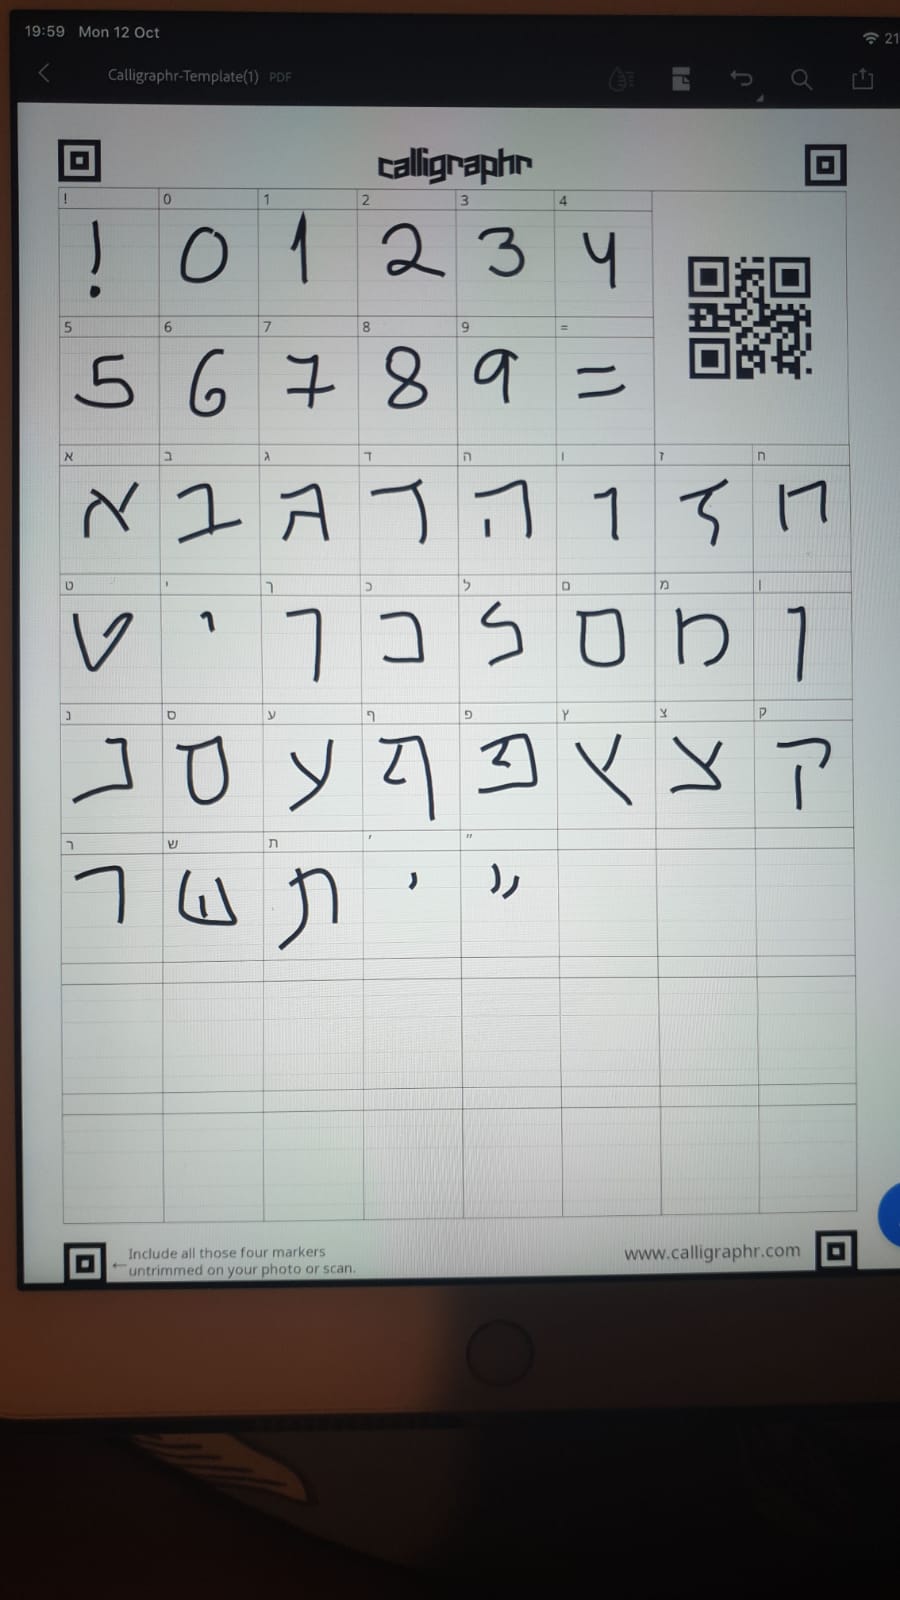 19:59 Mon 12 Oct
21
Calligraphr-Template(1) PDF
calligraphr
! 0 1 2 3 4
! 0 1 2 3 4
5 6 7 8 9 =
5 6 7 8 9 =
א ב ג ד ה ו ז ח
א ב ג ד ה ו ז ח
ט י ך כ ל ם מ ן
ט י ך כ ל ם מ ן
נ ס ע ף פ ץ צ ק
נ ס ע ף פ ץ צ ק
ר ש ת ׳ ״
ר ש ת ׳ ״
Include all those four markers
←untrimmed on your photo or scan.
www.calligraphr.com